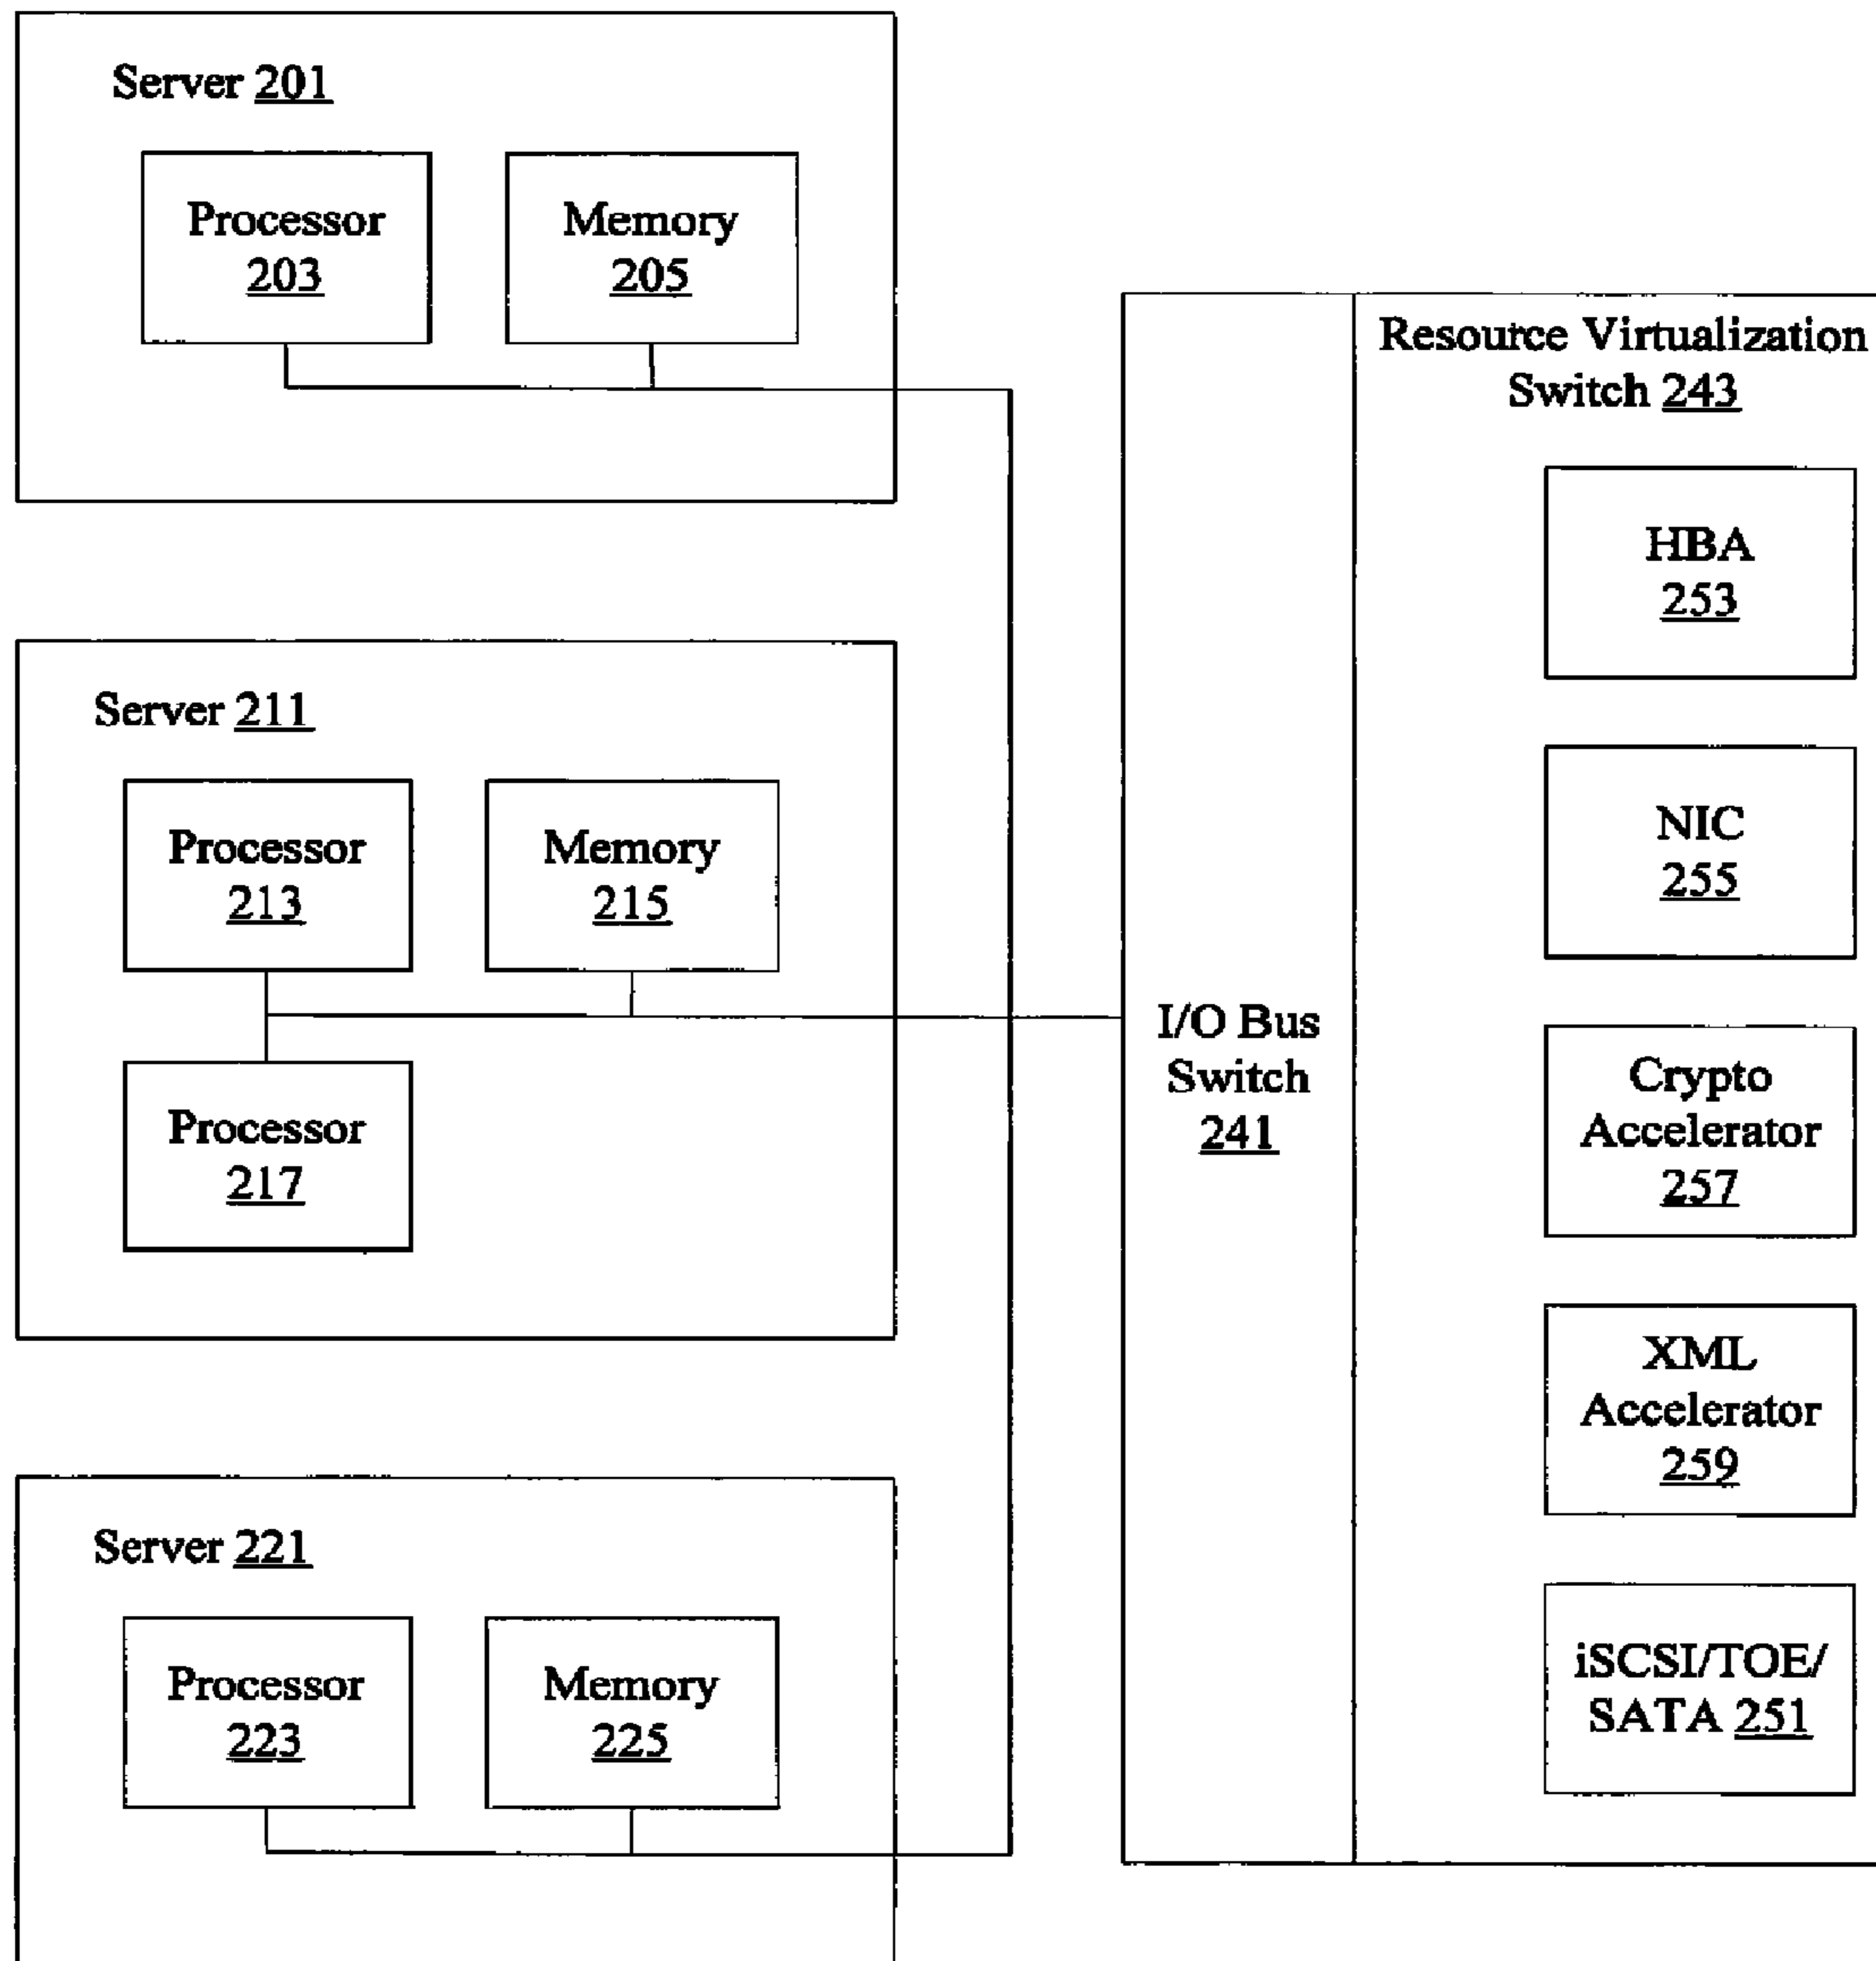 Server 201
Processor
203
Memory
205
Server 211
Processor
213
Memory
215
Processor
217
Server 221
Processor
223
Memory
225
I/O Bus
Switch
241
Resource Virtualization
Switch 243
HBA
253
NIC
255
Crypto
Accelerator
257
XML
Accelerator
259
iSCSI/TOE/
SATA 251